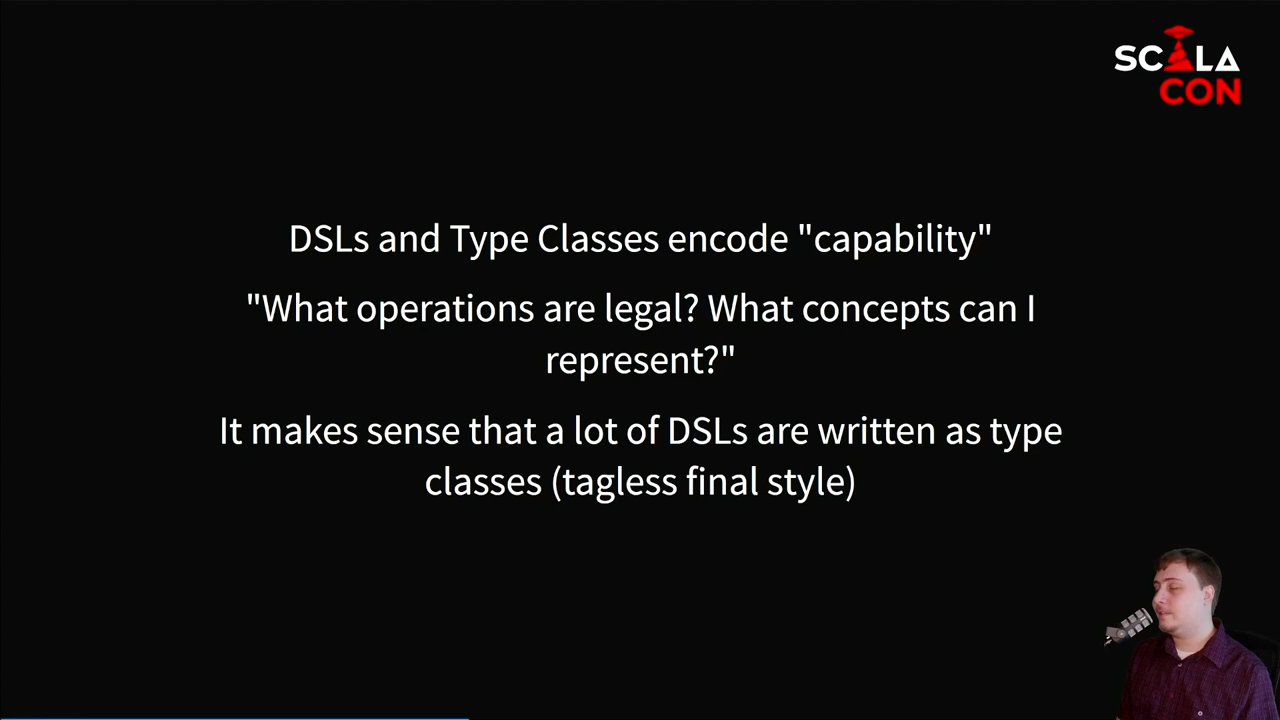 SCALA
CON
DSLs and Type Classes encode "capability"
"What operations are legal? What concepts can I
represent?"
It makes sense that a lot of DSLs are written as type
classes (tagless final style)